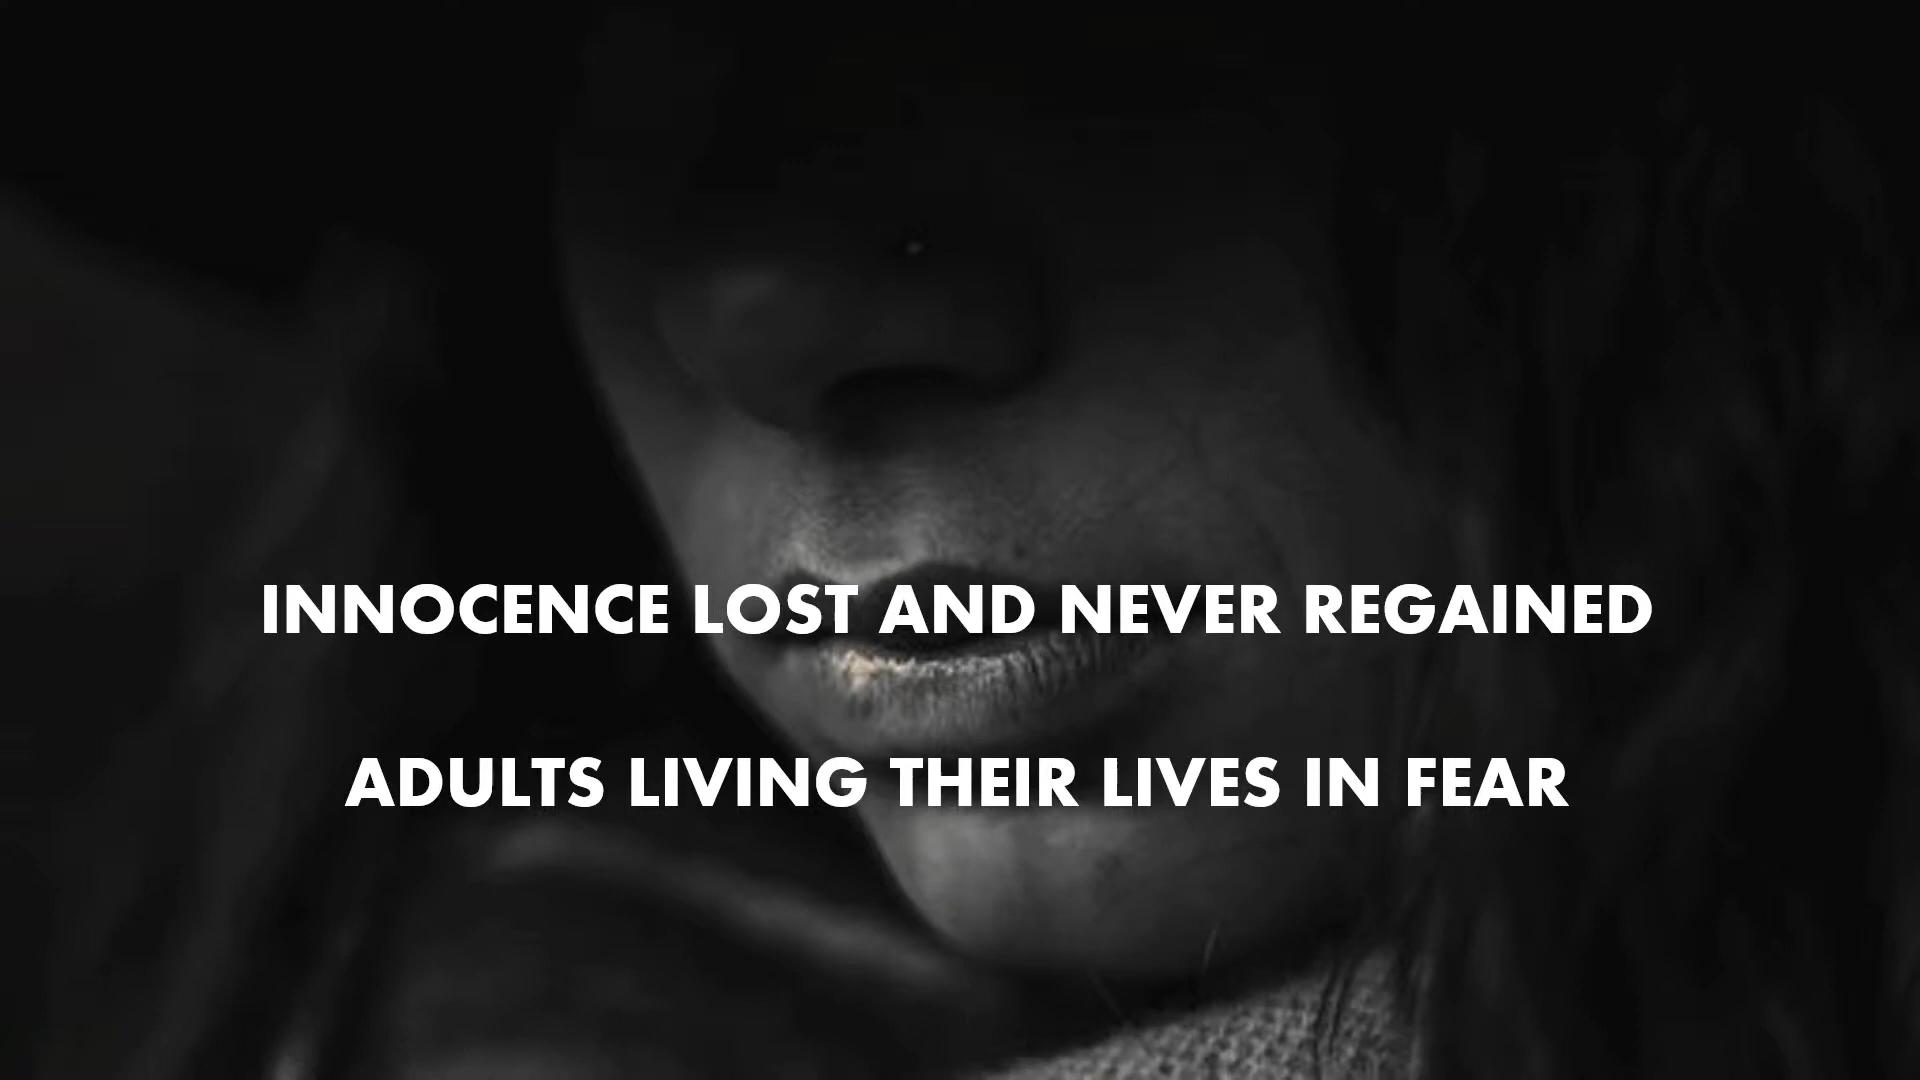 INNOCENCE LOST AND NEVER REGAINED
ADULTS LIVING THEIR LIVES IN FEAR